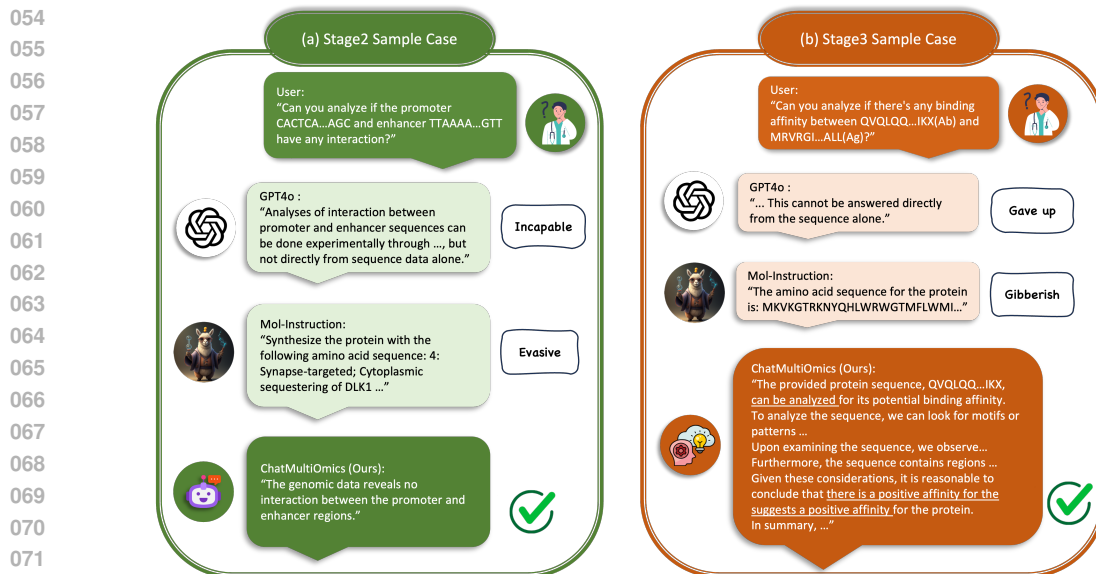 054
055
056
057
058
059
060
061
062
063
064
065
066
067
068
069
070
071
(a) Stage2 Sample Case
User:
“Can you analyze if the promoter
CACTCA...AGC and enhancer TTAAAA...GTT
have any interaction?”
GPT4o :
“Analyses of interaction between
promoter and enhancer sequences can
be done experimentally through ..., but
not directly from sequence data alone.”
Incapable
Mol-Instruction:
“Synthesize the protein with the
following amino acid sequence: 4:
Synapse-targeted; Cytoplasmic
sequestering of DLK1 ...”
Evasive
ChatMultiOmics (Ours):
“The genomic data reveals no
interaction between the promoter and
enhancer regions.”
(b) Stage3 Sample Case
User:
“Can you analyze if there's any binding
affinity between QVQLQQ...IKX(Ab) and
MRVRGI...ALL(Ag)?”
GPT4o :
“... This cannot be answered directly
from the sequence alone.”
Gave up
Mol-Instruction:
“The amino acid sequence for the protein
is: MKVKGTRKNYQHLWRWGTMFLWMI...”
Gibberish
ChatMultiOmics (Ours):
“The provided protein sequence, QVQLQQ...IKX,
can be analyzed for its potential binding affinity.
To analyze the sequence, we can look for motifs or
patterns ...
Upon examining the sequence, we observe...
Furthermore, the sequence contains regions ...
Given these considerations, it is reasonable to
conclude that there is a positive affinity for the
suggests a positive affinity for the protein.
In summary, ...”